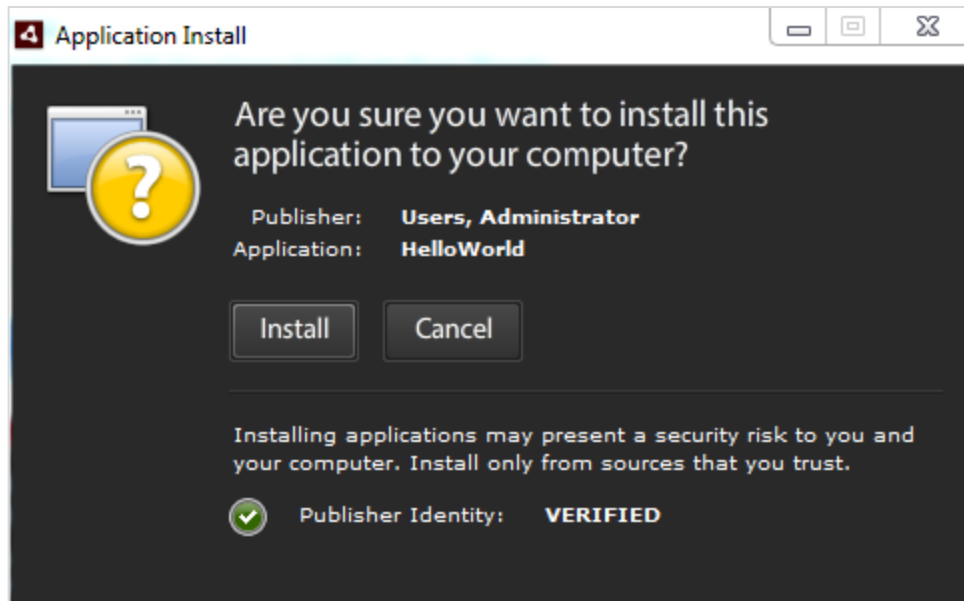 Application Install
Are you sure you want to install this
application to your computer?
Publisher: Users, Administrator
Application: HelloWorld
Install Cancel
Installing applications may present a security risk to you and
your computer. Install only from sources that you trust.
Publisher Identity: VERIFIED